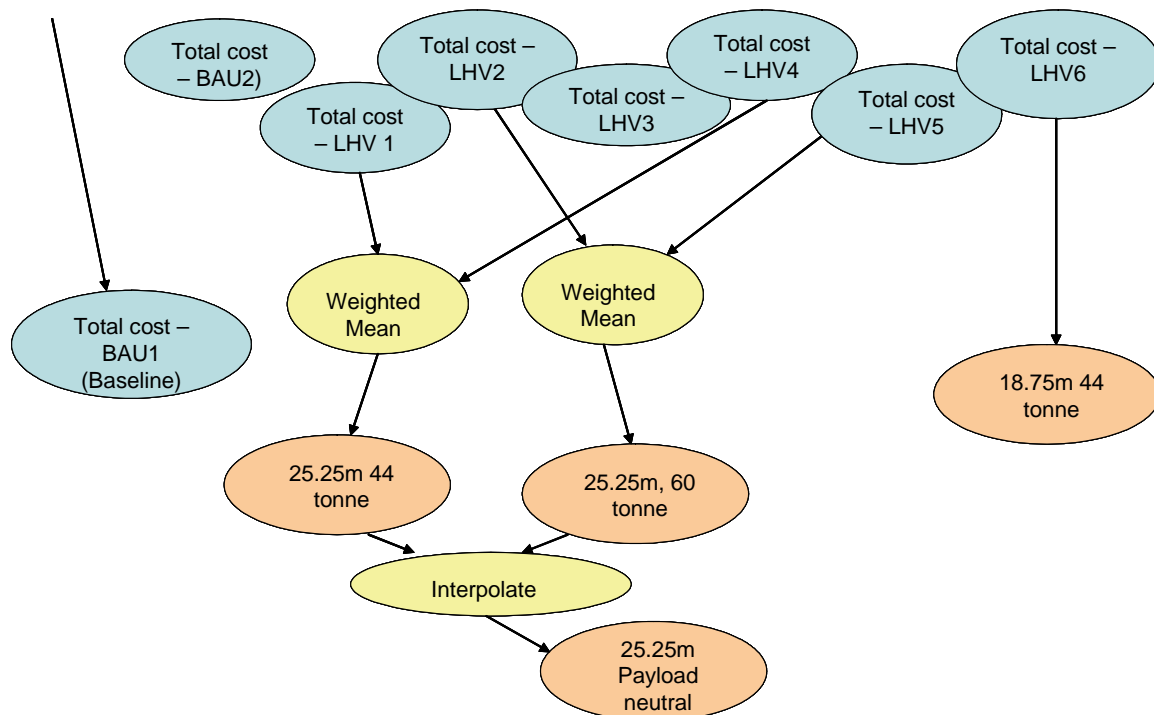 Total cost
– BAU2)
Total cost
– LHV 1
Total cost –
LHV2
Total cost –
LHV3
Total cost
– LHV4
Total cost
– LHV5
Total cost –
LHV6
Weighted
Mean
Weighted
Mean
Total cost –
BAU1
(Baseline)
18.75m 44
tonne
25.25m 44
tonne
25.25m, 60
tonne
Interpolate
25.25m
Payload
neutral